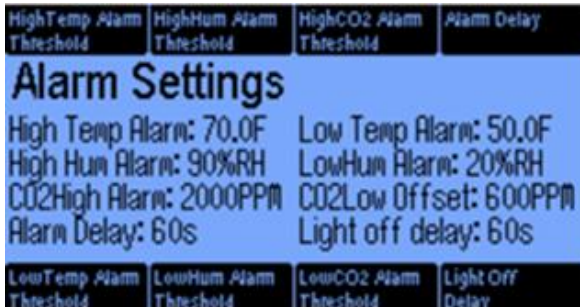 HighTemp Alarm HighHum Alarm HighCO2 Alarm Alarm Delay
Threshold Threshold Threshold
Alarm Settings
High Temp Alarm: 70.0F Low Temp Alarm: 50.0F
High Hum Alarm: 90%RH LowHum Alarm: 20%RH
CO2High Alarm: 2000PPM CO2Low Offset: 600PPM
Alarm Delay: 60s Light off delay: 60s
LowTemp Alarm LowHum Alarm LowCO2 Alarm Light Off
Threshold Threshold Threshold Delay